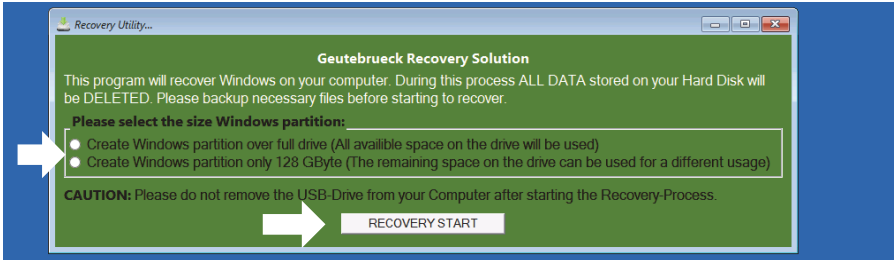 Recovery Utility...
Geutebrueck Recovery Solution
This program will recover Windows on your computer. During this process ALL DATA stored on your Hard Disk will
be DELETED. Please backup necessary files before starting to recover.
Please select the size Windows partition:
Create Windows partition over full drive (All availible space on the drive will be used)
Create Windows partition only 128 GByte (The remaining space on the drive can be used for a different usage)
CAUTION: Please do not remove the USB-Drive from your Computer after starting the Recovery-Process.
RECOVERY START